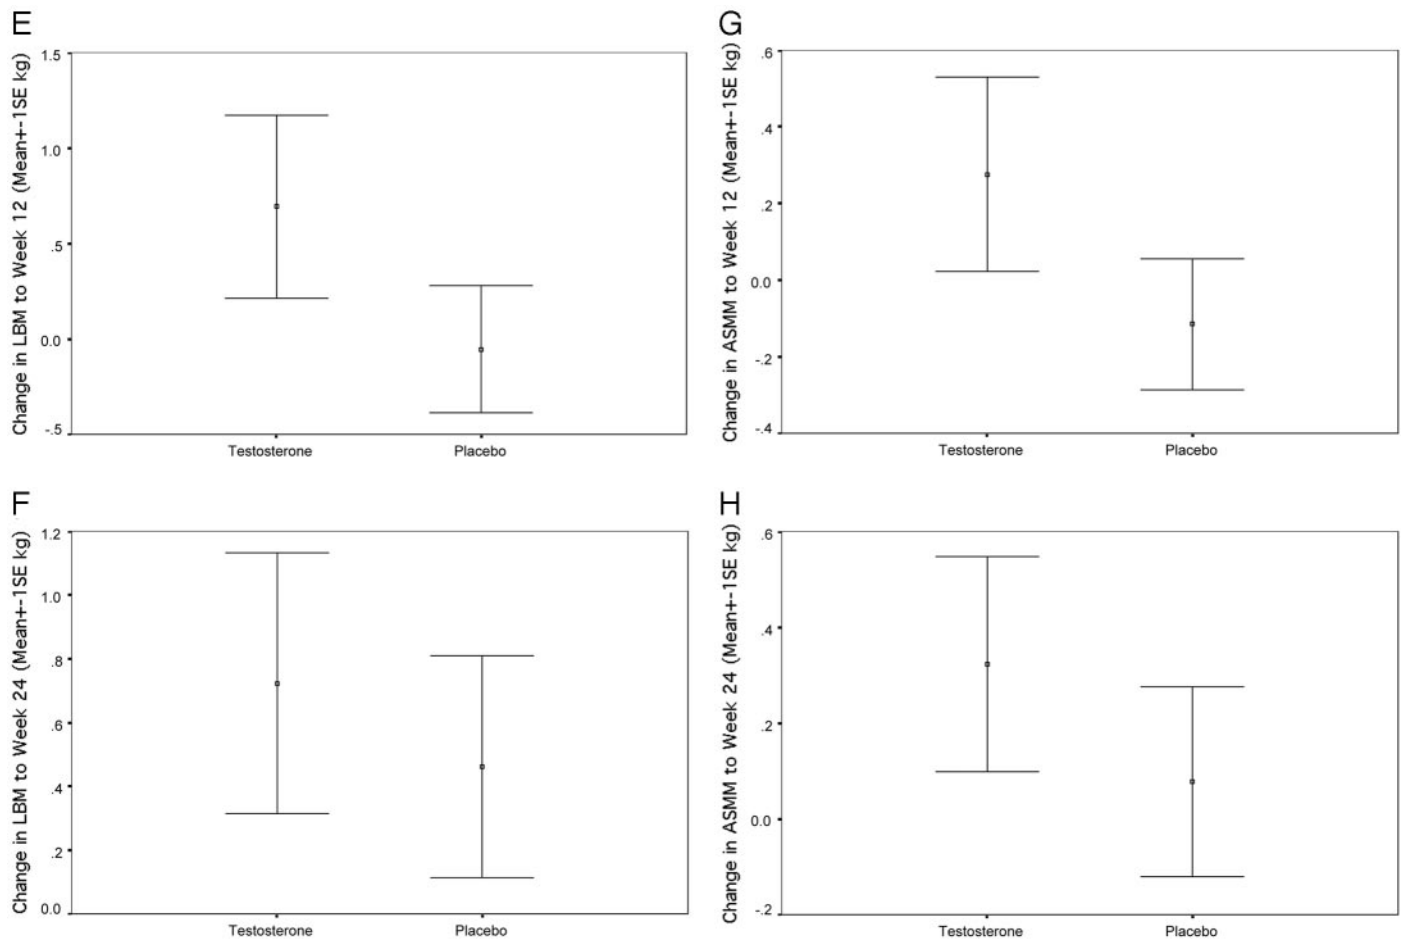 E
Change in LBM to Week 12 (Mean+-1SE kg)
1.5
1.0
.5
0.0
-.5
Testosterone Placebo
G
Change in ASMM to Week 12 (Mean+-1SE kg)
.6
.4
.2
0.0
-.2
-.4
Testosterone Placebo
F
Change in LBM to Week 24 (Mean+-1SE kg)
1.2
1.0
.8
.6
.4
.2
0.0
Testosterone Placebo
H
Change in ASMM to Week 24 (Mean+-1SE kg)
.6
.4
.2
0.0
-.2
Testosterone Placebo